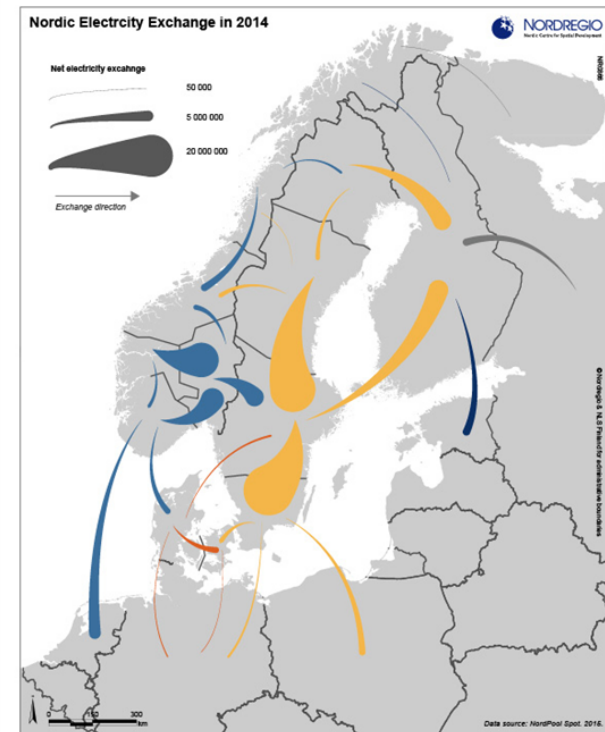 Nordic Electrcity Exchange in 2014
NORDREGIO
Nordic Centre for Spatial Development
Net electricity excahnge
50 000
5 000 000
20 000 000
Exchange direction
© Nordregio & NLS Finland for administrative boundaries
0
150
300
km
Data source: NordPool Spot. 2015.